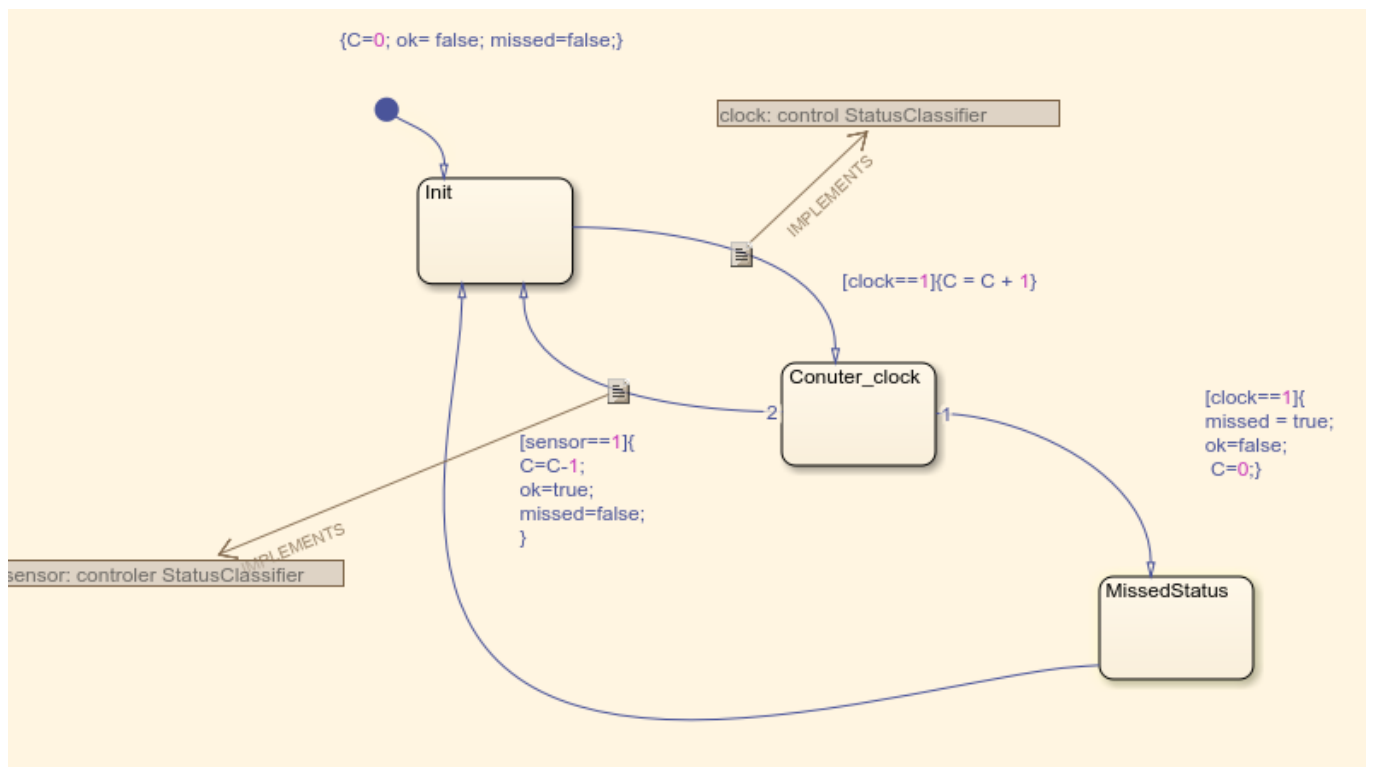 {C=0; ok= false; missed=false;}
clock: control StatusClassifier
Init
IMPLEMENTS
[clock==1]{C = C + 1}
Conuter_clock
2
1
[clock==1]{
missed = true;
ok=false;
C=0;}
[sensor==1]{
C=C-1;
ok=true;
missed=false;
}
IMPLEMENTS
sensor: controler StatusClassifier
MissedStatus